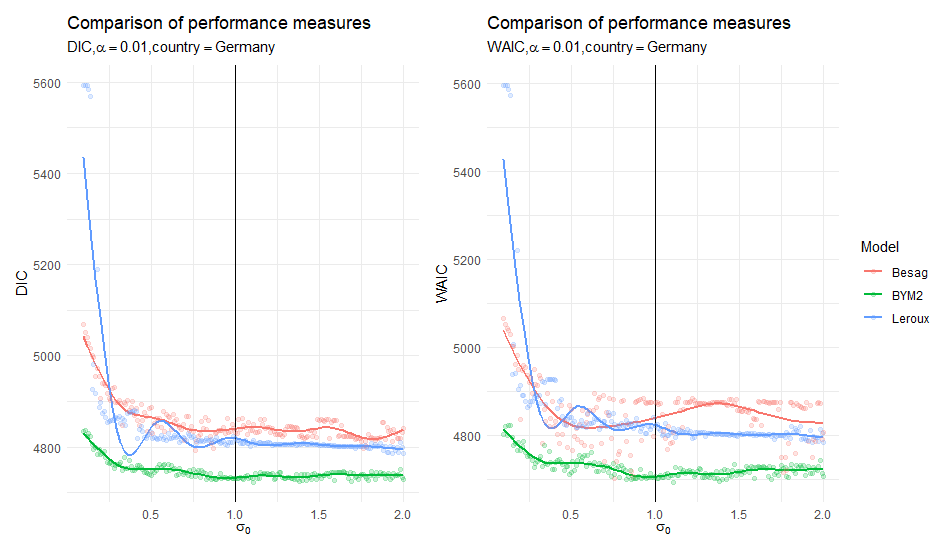 Comparison of performance measures
DIC,α = 0.01,country = Germany
5600
5400
5200
5000
4800
DIC
0.5
1.0
1.5
2.0
σ0
Comparison of performance measures
WAIC,α = 0.01,country = Germany
5600
5400
5200
5000
4800
WAIC
0.5
1.0
1.5
2.0
σ0
Model
Besag
BYM2
Leroux